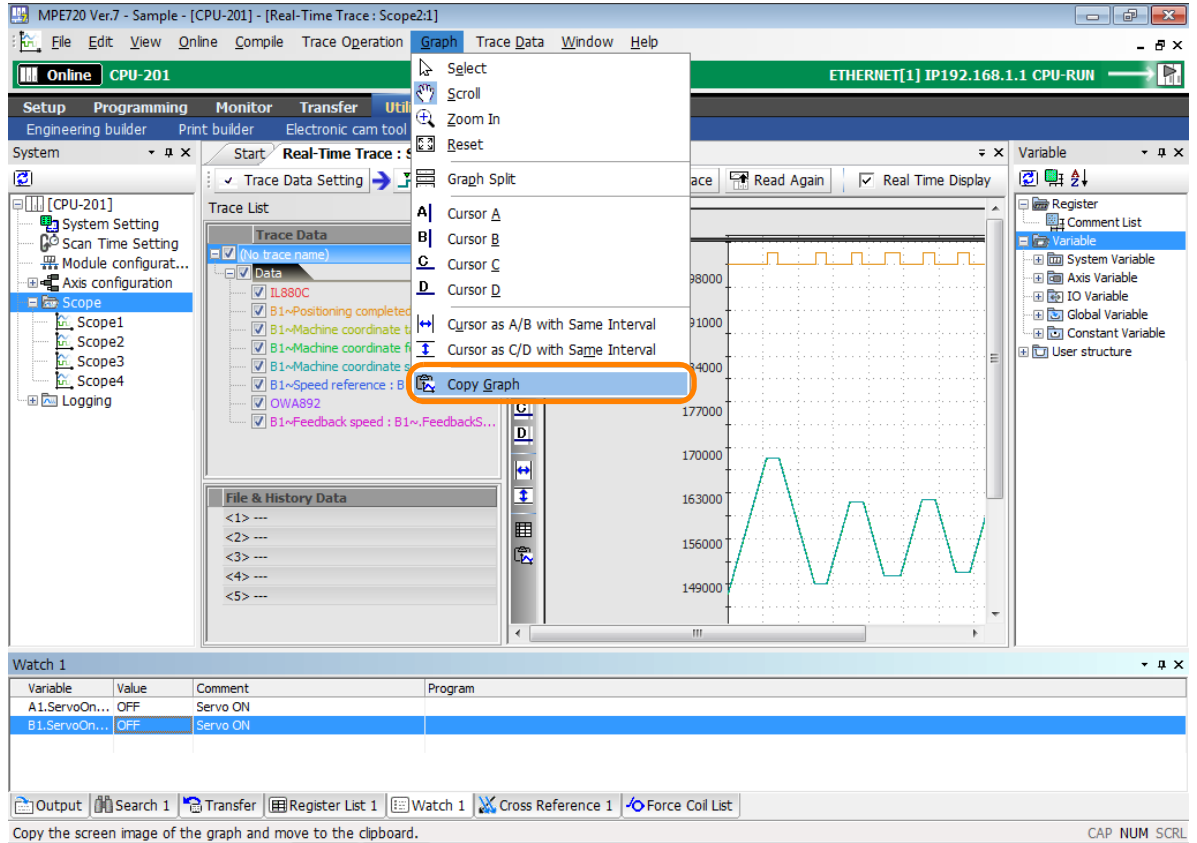 MPE720 Ver.7 - Sample - [CPU-201] - [Real-Time Trace : Scope2:1]
File Edit View Online Compile Trace Operation Graph Trace Data Window Help
Online CPU-201 ETHERNET[1] IP192.168.1.1 CPU-RUN
Setup Programming Monitor Transfer
Engineering builder Print builder Electronic cam tool
System
Start Real-Time Trace :
Variable
Trace Data Setting
Read Again Real Time Display
[CPU-201]
System Setting
Scan Time Setting
Module configurat...
Axis configuration
Scope
Scope1
Scope2
Scope3
Scope4
Logging
Trace List
Trace Data
(No trace name)
Data
IL880C
B1~Positioning completed
B1~Machine coordinate
B1~Machine coordinate
B1~Machine coordinate
B1~Speed reference : B
OWA892
B1~Feedback speed : B1~.FeedbackS...
File & History Data
<1> ---
<2> ---
<3> ---
<4> ---
<5> ---
Select
Scroll
Zoom In
Reset
Graph Split
A Cursor A
B Cursor B
C Cursor C
D Cursor D
Cursor as A/B with Same Interval
Cursor as C/D with Same Interval
Copy Graph
C
D
98000
91000
84000
177000
170000
163000
156000
149000
Register
Comment List
Variable
System Variable
Axis Variable
IO Variable
Global Variable
Constant Variable
User structure
Watch 1
Variable Value Comment Program
A1.ServoOn... OFF Servo ON
B1.ServoOn... OFF Servo ON
Output Search 1 Transfer Register List 1 Watch 1 Cross Reference 1 Force Coil List
Copy the screen image of the graph and move to the clipboard. CAP NUM SCRL